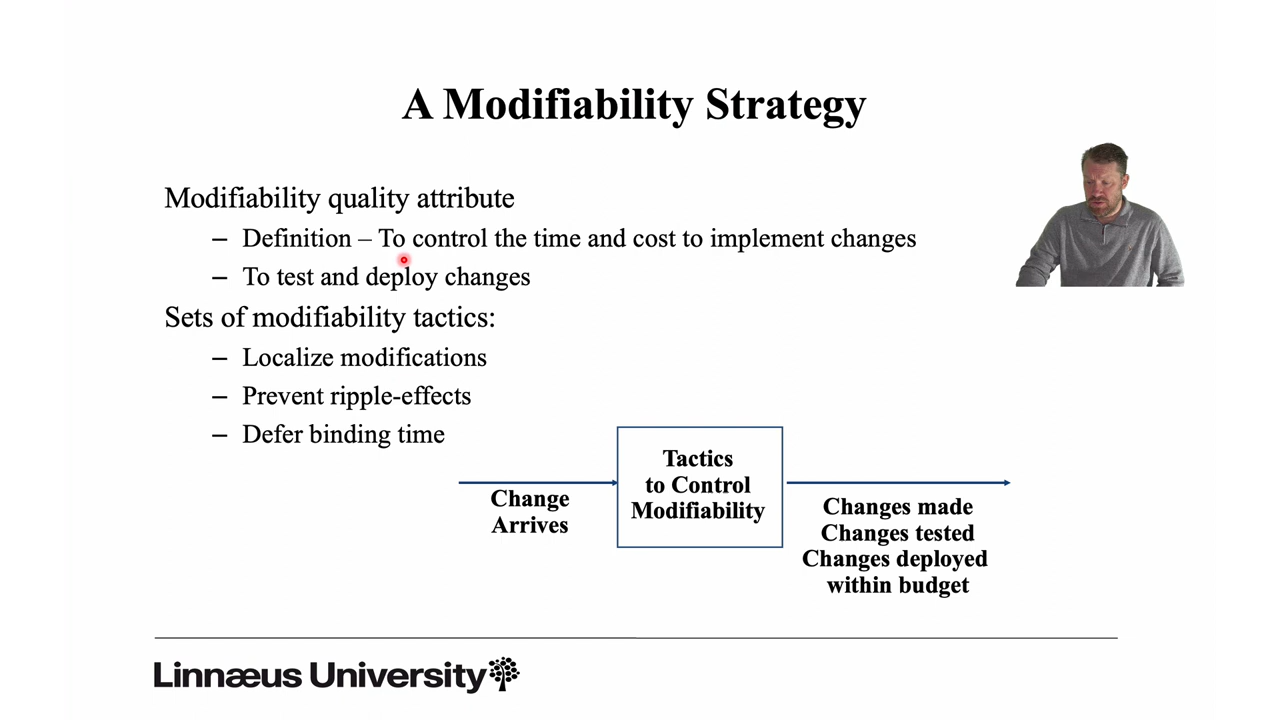 A Modifiability Strategy
Modifiability quality attribute
– Definition – To control the time and cost to implement changes
– To test and deploy changes
Sets of modifiability tactics:
– Localize modifications
– Prevent ripple-effects
– Defer binding time
Change
Arrives
Tactics
to Control
Modifiability
Changes made
Changes tested
Changes deployed
within budget
Linnæus University